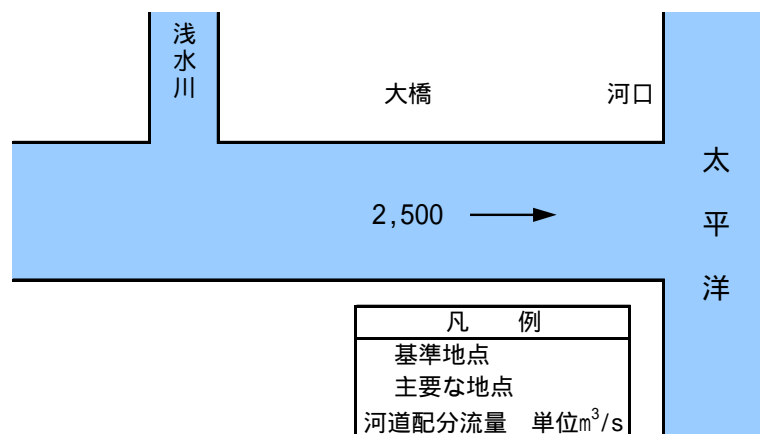 浅水川
大橋
河口
太平洋
2,500
凡　例
基準地点
主要な地点
河道配分流量　単位m³/s